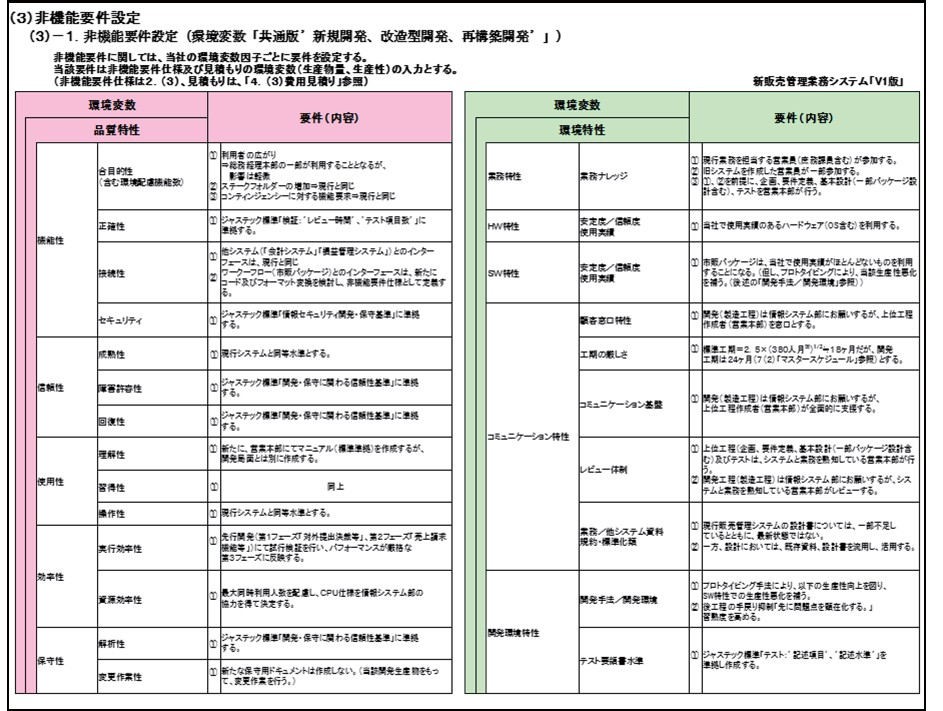 (3)非機能要件設定
(3)－1．非機能要件設定（環境変数「共通版’新規開発、改造型開発、再構築開発’」）
非機能要件に関しては、当社の環境変数因子ごとに要件を設定する。
当該要件は非機能要件仕様及び見積もりの環境変数（生産物量、生産性）の入力とする。
（非機能要件仕様は2．（3）、見積もりは、「4．（3）費用見積り」参照）
新販売管理業務システム「V1版」
環境変数
要件（内容）
品質特性
機能性
合目的性
（含む環境配慮機能数）
① 利用者の広がり
⇒総務経理本部の一部が利用することとなるが、
影響は軽微
② ステークフォルダーの増加⇒現行と同じ
③ コンティンジェンシーに対する機能要求⇒現行と同じ
正確性
① ジャステック標準「検証：‘レビュー時間’、‘テスト項目数’」に
準拠する。
接続性
① 他システム（「会計システム」「損益管理システム」）とのインター
フェースは、現行と同じ
② ワークーフロー（市販パッケージ）とのインターフェースは、新たに
コード及びフォーマット変換を検討し、非機能要件仕様として定義す
る。
セキュリティ
① ジャステック標準「情報セキュリティ開発・保守基準」に準拠
する。
信頼性
成熟性
① 現行システムと同等水準とする。
障害許容性
① ジャステック標準「開発・保守に関わる信頼性基準」に準拠
する。
回復性
① ジャステック標準「開発・保守に関わる信頼性基準」に準拠
する。
使用性
理解性
① 新たに、営業本部にてマニュアル（標準準拠）を作成するが、
開発局面とは別に作成する。
習得性
① 同上
操作性
① 現行システムと同等水準とする。
効率性
実行効率性
① 先行開発（第1フェーズ「対外提出決裁等」、第2フェーズ「売上請求
機能等」）にて試行検証を行い、パフォーマンスが厳格な
第3フェーズに反映する。
資源効率性
① 最大同時利用人数を配慮し、CPU仕様を情報システム部の
協力を得て決定する。
保守性
解析性
① ジャステック標準「開発・保守に関わる信頼性基準」に準拠
する。
変更作業性
① 新たな保守用ドキュメントは作成しない。（当該開発生産物をもっ
て、変更作業を行う。）
環境変数
要件（内容）
環境特性
業務特性
業務ナレッジ
① 現行業務を担当する営業員（庶務課員含む）が参加する。
② 旧システムを作成した営業員が一部参加する。
③ ①、②を前提に、企画、要件定義、基本設計（一部パッケージ設
計含む）、テストを営業本部が行う。
HW特性
安定度／信頼度
使用実績
① 当社で使用実績のあるハードウェア（OS含む）を利用する。
SW特性
安定度／信頼度
使用実績
① 市販パッケージは、当社で使用実績がほとんどないものを利用
することになる。（但し、プロトタイピングにより、当該生産性悪化
を補う。（後述の「開発手法／開発環境」参照））
コミュニケーション特性
顧客窓口特性
① 開発（製造工程）は情報システム部にお願いするが、上位工程
作成者（営業本部）を窓口とする。
工期の厳しさ
① 標準工期＝2．5×（380人月※）1/2≒18ヶ月だが、開発
工期は24ヶ月（7（2）「マスタースケジュール」参照）とする。
コミュニケーション基盤
① 開発（製造工程）は情報システム部にお願いするが、
上位工程作成者（営業本部）が全面的に支援する。
レビュー体制
① 上位工程（企画、要件定義、基本設計（一部パッケージ設計含
む）及びテストは、システムと業務を熟知している営業本部が行
う。
② 開発工程（製造工程）は情報システム部にお願いするが、シス
テムと業務を熟知している営業本部がレビューする。
業務／他システム資料
規約・標準化類
① 現行販売管理システムの設計書については、一部不足し
ているとともに、最新状態ではない。
② 一方、設計においては、既存資料、設計書を流用し、活用する。
開発環境特性
開発手法／開発環境
① プロトタイピング手法により、以下の生産性向上を図り、
SW特性での生産性悪化を補う。
② 後工程の手戻り抑制「先に問題点を顕在化する。」
習熟度を高める。
テスト要領書水準
① ジャステック標準「テスト：‘記述項目’、‘記述水準’」を
準拠し作成する。